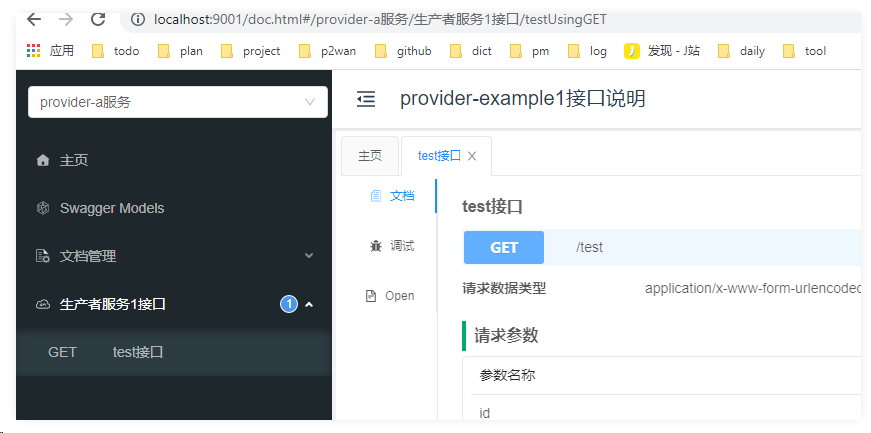 localhost:9001/doc.html#/provider-a服务/生产者服务1接口/testUsingGET
应用 todo plan project p2wan github dict pm log 发现 - J站 daily tool
provider-a服务
provider-example1接口说明
主页
Swagger Models
文档管理
生产者服务1接口 1
GET test接口
主页 test接口
文档
调试
Open
test接口
GET /test
请求数据类型 application/x-www-form-urlencoded
请求参数
参数名称
id